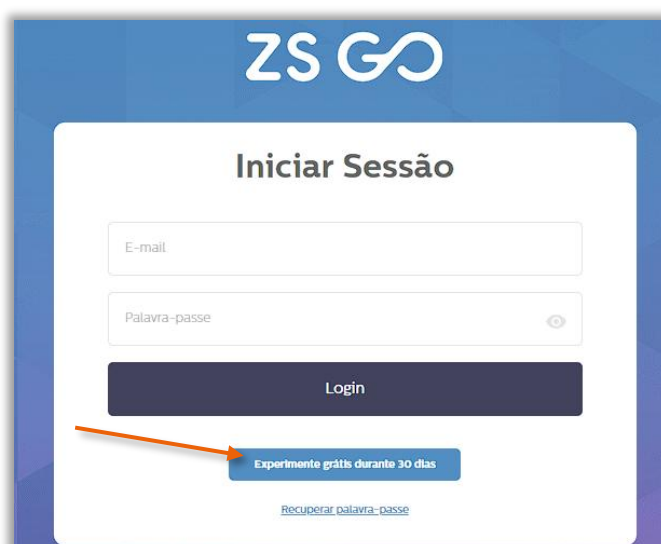 ZS GO
Iniciar Sessão
E-mail
Palavra-passe
Login
Experimente grátis durante 30 dias
Recuperar palavra-passe